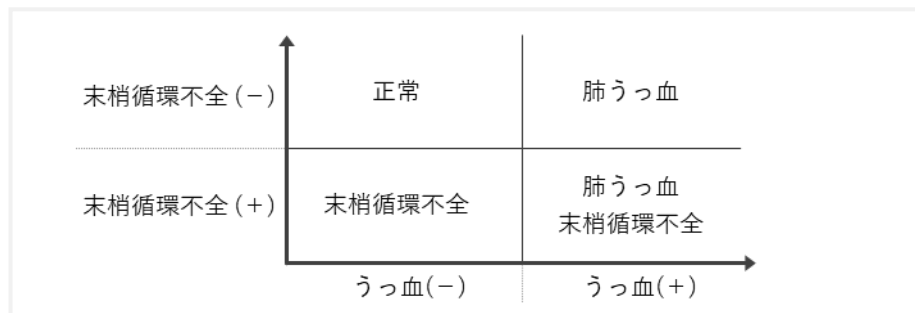 末梢循環不全(−)
正常
肺うっ血
末梢循環不全(+)
末梢循環不全
肺うっ血
末梢循環不全
うっ血(−)
うっ血(+)